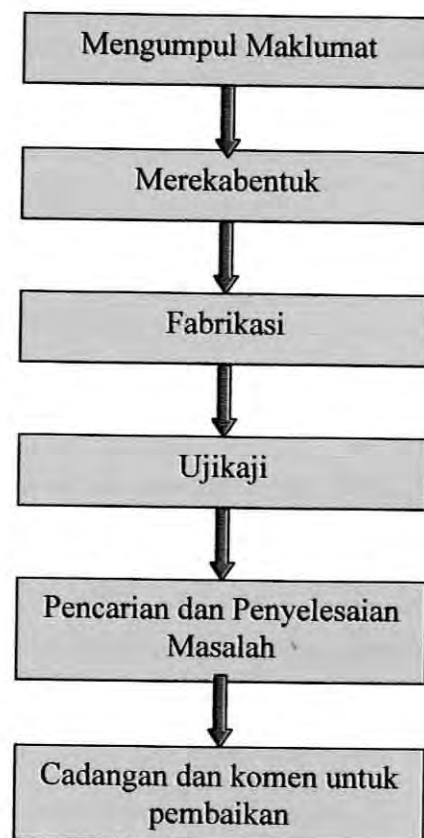 Mengumpul Maklumat
Merekabentuk
Fabrikasi
Ujikaji
Pencarian dan Penyelesaian
Masalah
Cadangan dan komen untuk
pembaikan